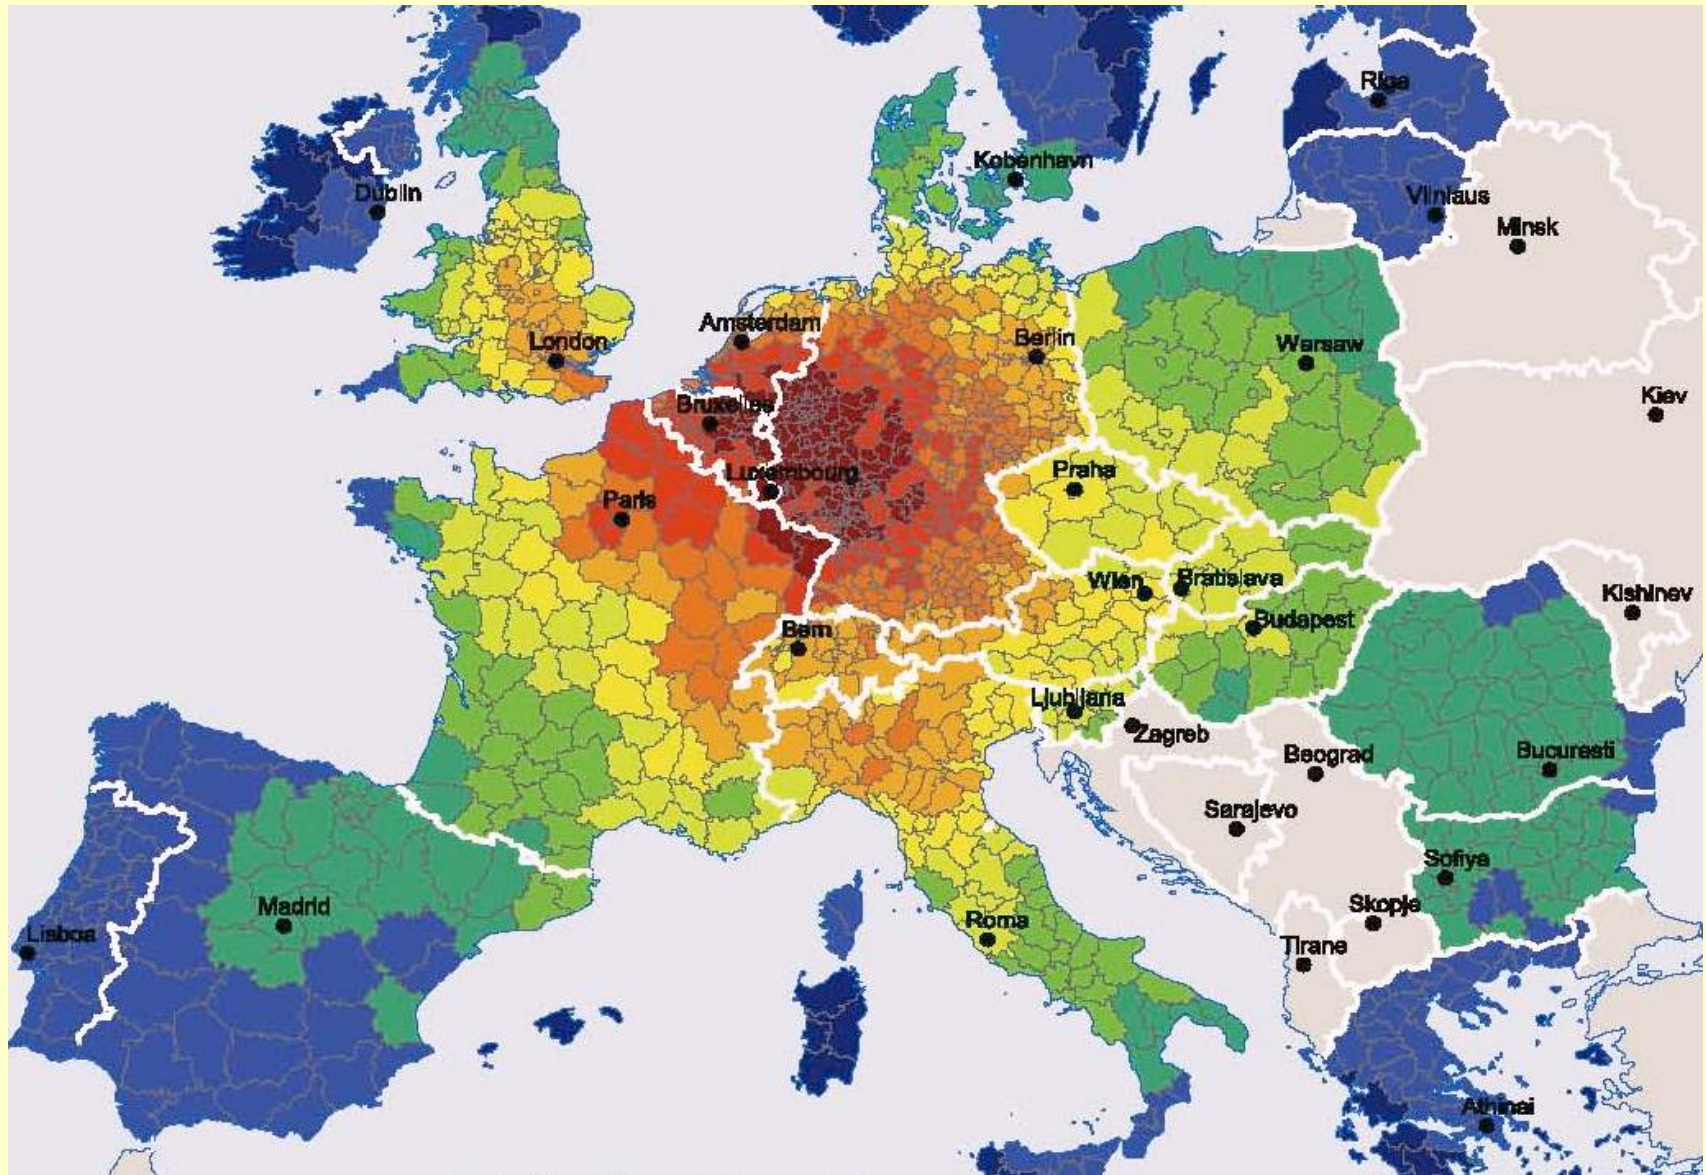 Riga
Kobenhavn
Dublin
Vilniaus
Minsk
Amsterdam
London
Berlin
Warsaw
Kiev
Bruxelles
Luxembourg
Praha
Paris
Wien
Bratislava
Kishinev
Budapest
Bern
Ljubljana
Zagreb
Beograd
Bucuresti
Sarajevo
Sofiya
Madrid
Skopje
Roma
Lisboa
Tirane
Athinai